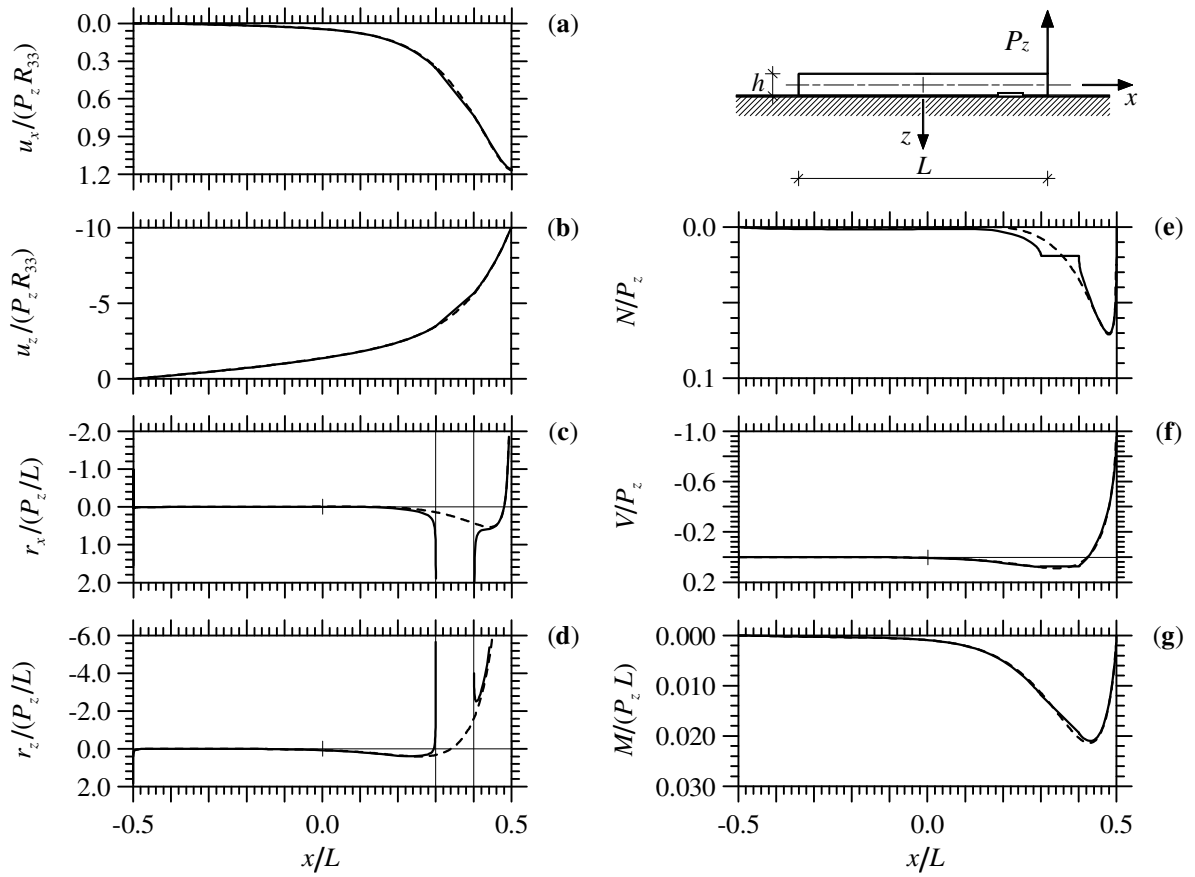 0.0
0.3
0.6
0.9
1.2
u_x/(P_z R_33)
(a)
P_z
h
x
z
L
-10
-5
0
u_z/(P_z R_33)
(b)
0.0
0.1
N/P_z
(e)
-2.0
-1.0
0.0
1.0
2.0
r_x/(P_z/L)
(c)
-1.0
-0.6
-0.2
0.2
V/P_z
(f)
-6.0
-4.0
-2.0
0.0
2.0
r_z/(P_z/L)
(d)
-0.5
0.0
0.5
x/L
0.000
0.010
0.020
0.030
M/(P_z L)
(g)
-0.5
0.0
0.5
x/L